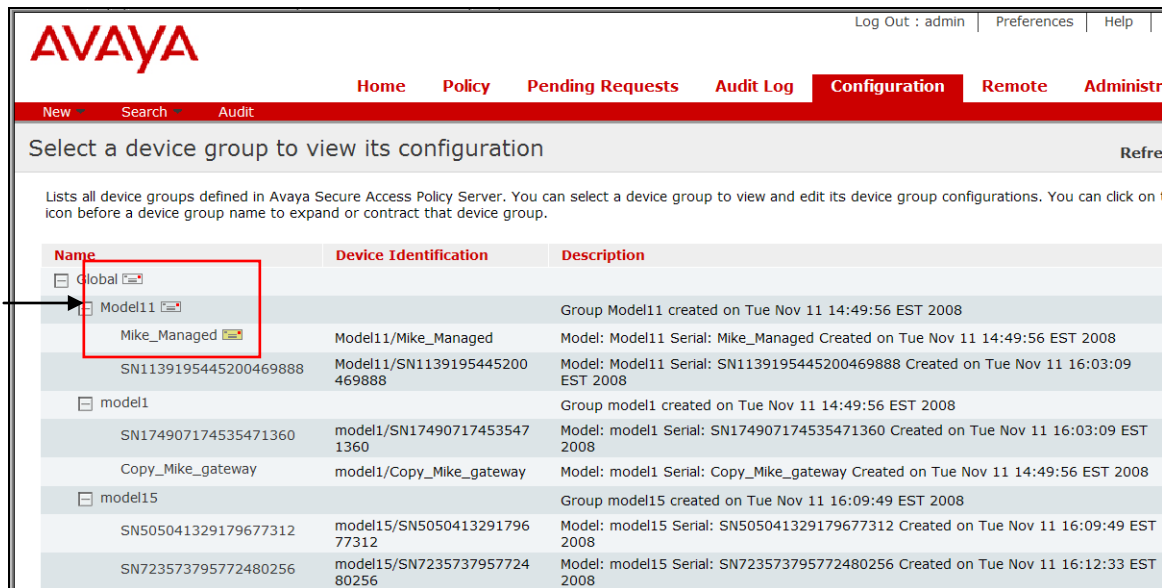 Log Out : admin | Preferences | Help |
AVAYA
Home Policy Pending Requests Audit Log Configuration Remote Administr
New Search Audit
Select a device group to view its configuration
Refre
Lists all device groups defined in Avaya Secure Access Policy Server. You can select a device group to view and edit its device group configurations. You can click on
icon before a device group name to expand or contract that device group.
Name Device Identification Description
Global
Model11 Group Model11 created on Tue Nov 11 14:49:56 EST 2008
Mike_Managed Model11/Mike_Managed Model: Model11 Serial: Mike_Managed Created on Tue Nov 11 14:49:56 EST 2008
SN1139195445200469888 Model11/SN1139195445200 Model: Model11 Serial: SN1139195445200469888 Created on Tue Nov 11 16:03:09
469888 EST 2008
model1 Group model1 created on Tue Nov 11 14:49:56 EST 2008
SN174907174535471360 model1/SN17490717453547 Model: model1 Serial: SN174907174535471360 Created on Tue Nov 11 16:03:09 EST
1360 2008
Copy_Mike_gateway model1/Copy_Mike_gateway Model: model1 Serial: Copy_Mike_gateway Created on Tue Nov 11 14:49:56 EST 2008
model15 Group model15 created on Tue Nov 11 16:09:49 EST 2008
SN505041329179677312 model15/SN5050413291796 Model: model15 Serial: SN505041329179677312 Created on Tue Nov 11 16:09:49 EST
77312 2008
SN723573795772480256 model15/SN7235737957724 Model: model15 Serial: SN723573795772480256 Created on Tue Nov 11 16:12:33 EST
80256 2008